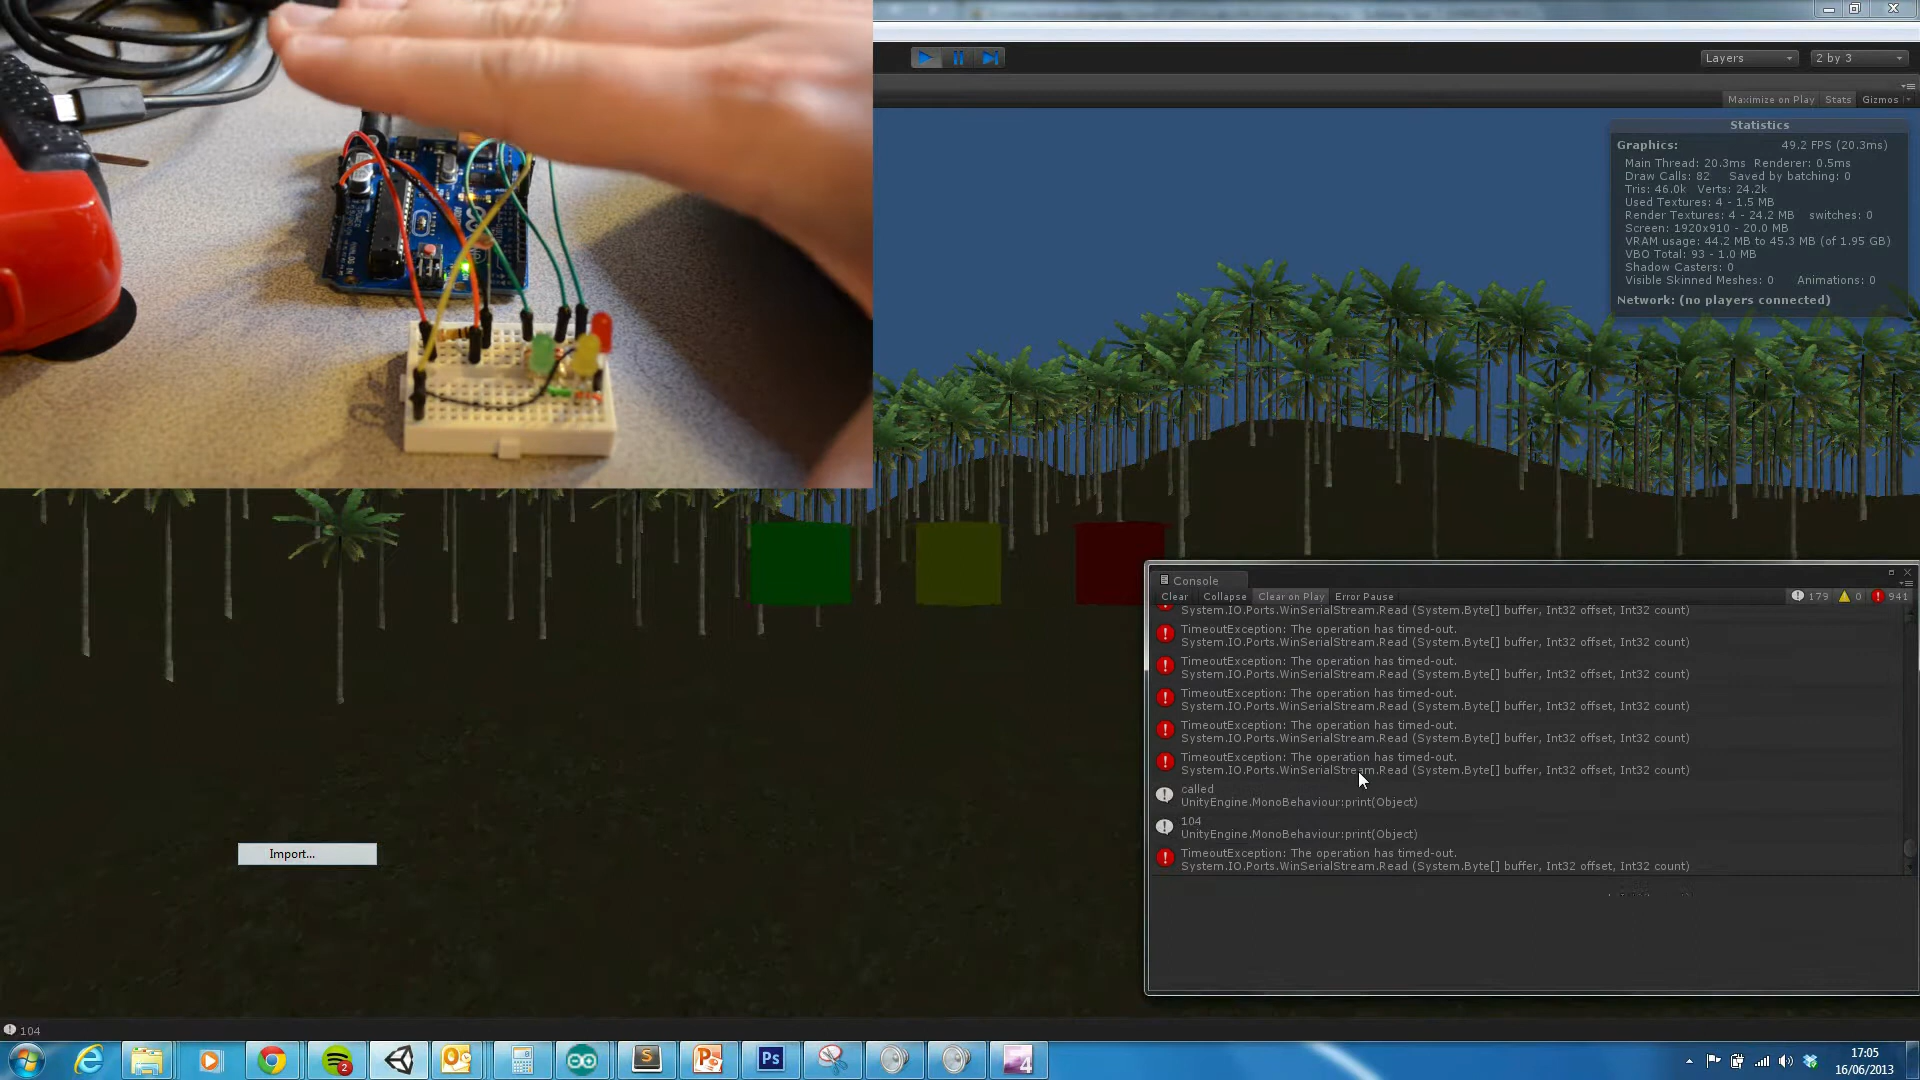 Layers
2 by 3
Maximize on Play
Stats
Gizmos
Statistics
Graphics: 49.2 FPS (20.3ms)
Main Thread: 20.3ms Renderer: 0.5ms
Draw Calls: 82 Saved by batching: 0
Tris: 46.0k Verts: 24.2k
Used Textures: 4 - 1.5 MB
Render Textures: 4 - 24.2 MB switches: 0
Screen: 1920x910 - 20.0 MB
VRAM usage: 44.2 MB to 45.3 MB (of 1.95 GB)
VBO Total: 93 - 1.0 MB
Shadow Casters: 0
Visible Skinned Meshes: 0 Animations: 0
Network: (no players connected)
Console
Clear Collapse Clear on Play Error Pause 179 0 941
System.IO.Ports.WinSerialStream.Read (System.Byte[] buffer, Int32 offset, Int32 count)
TimeoutException: The operation has timed-out.
System.IO.Ports.WinSerialStream.Read (System.Byte[] buffer, Int32 offset, Int32 count)
TimeoutException: The operation has timed-out.
System.IO.Ports.WinSerialStream.Read (System.Byte[] buffer, Int32 offset, Int32 count)
TimeoutException: The operation has timed-out.
System.IO.Ports.WinSerialStream.Read (System.Byte[] buffer, Int32 offset, Int32 count)
TimeoutException: The operation has timed-out.
System.IO.Ports.WinSerialStream.Read (System.Byte[] buffer, Int32 offset, Int32 count)
TimeoutException: The operation has timed-out.
System.IO.Ports.WinSerialStream.Read (System.Byte[] buffer, Int32 offset, Int32 count)
called
UnityEngine.MonoBehaviour:print(Object)
104
UnityEngine.MonoBehaviour:print(Object)
TimeoutException: The operation has timed-out.
System.IO.Ports.WinSerialStream.Read (System.Byte[] buffer, Int32 offset, Int32 count)
Import...
104
2
S
P
Ps
4
17:05
16/06/2013